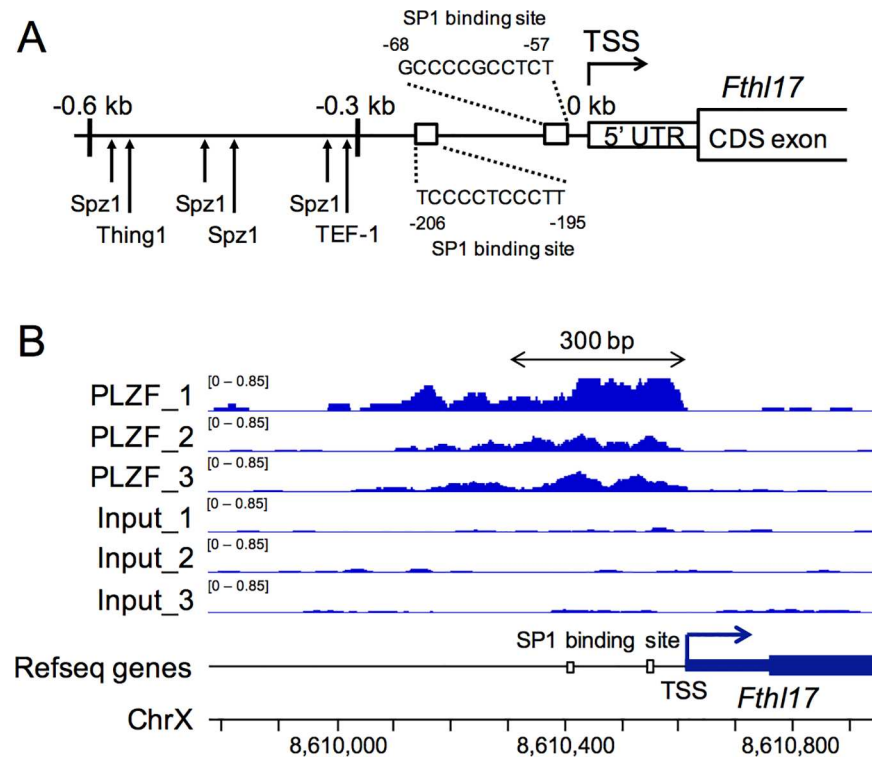 A
SP1 binding site
-68 -57
GCCCCGCCTCT
TSS
Fthl17
-0.6 kb -0.3 kb 0 kb
5' UTR CDS exon
Spz1 Spz1 Spz1
Thing1 Spz1 TEF-1
TCCCCTCCCTT
-206 -195
SP1 binding site
B
300 bp
PLZF_1 [0 – 0.85]
PLZF_2 [0 – 0.85]
PLZF_3 [0 – 0.85]
Input_1 [0 – 0.85]
Input_2 [0 – 0.85]
Input_3 [0 – 0.85]
SP1 binding site
Refseq genes
TSS Fthl17
ChrX
8,610,000 8,610,400 8,610,800